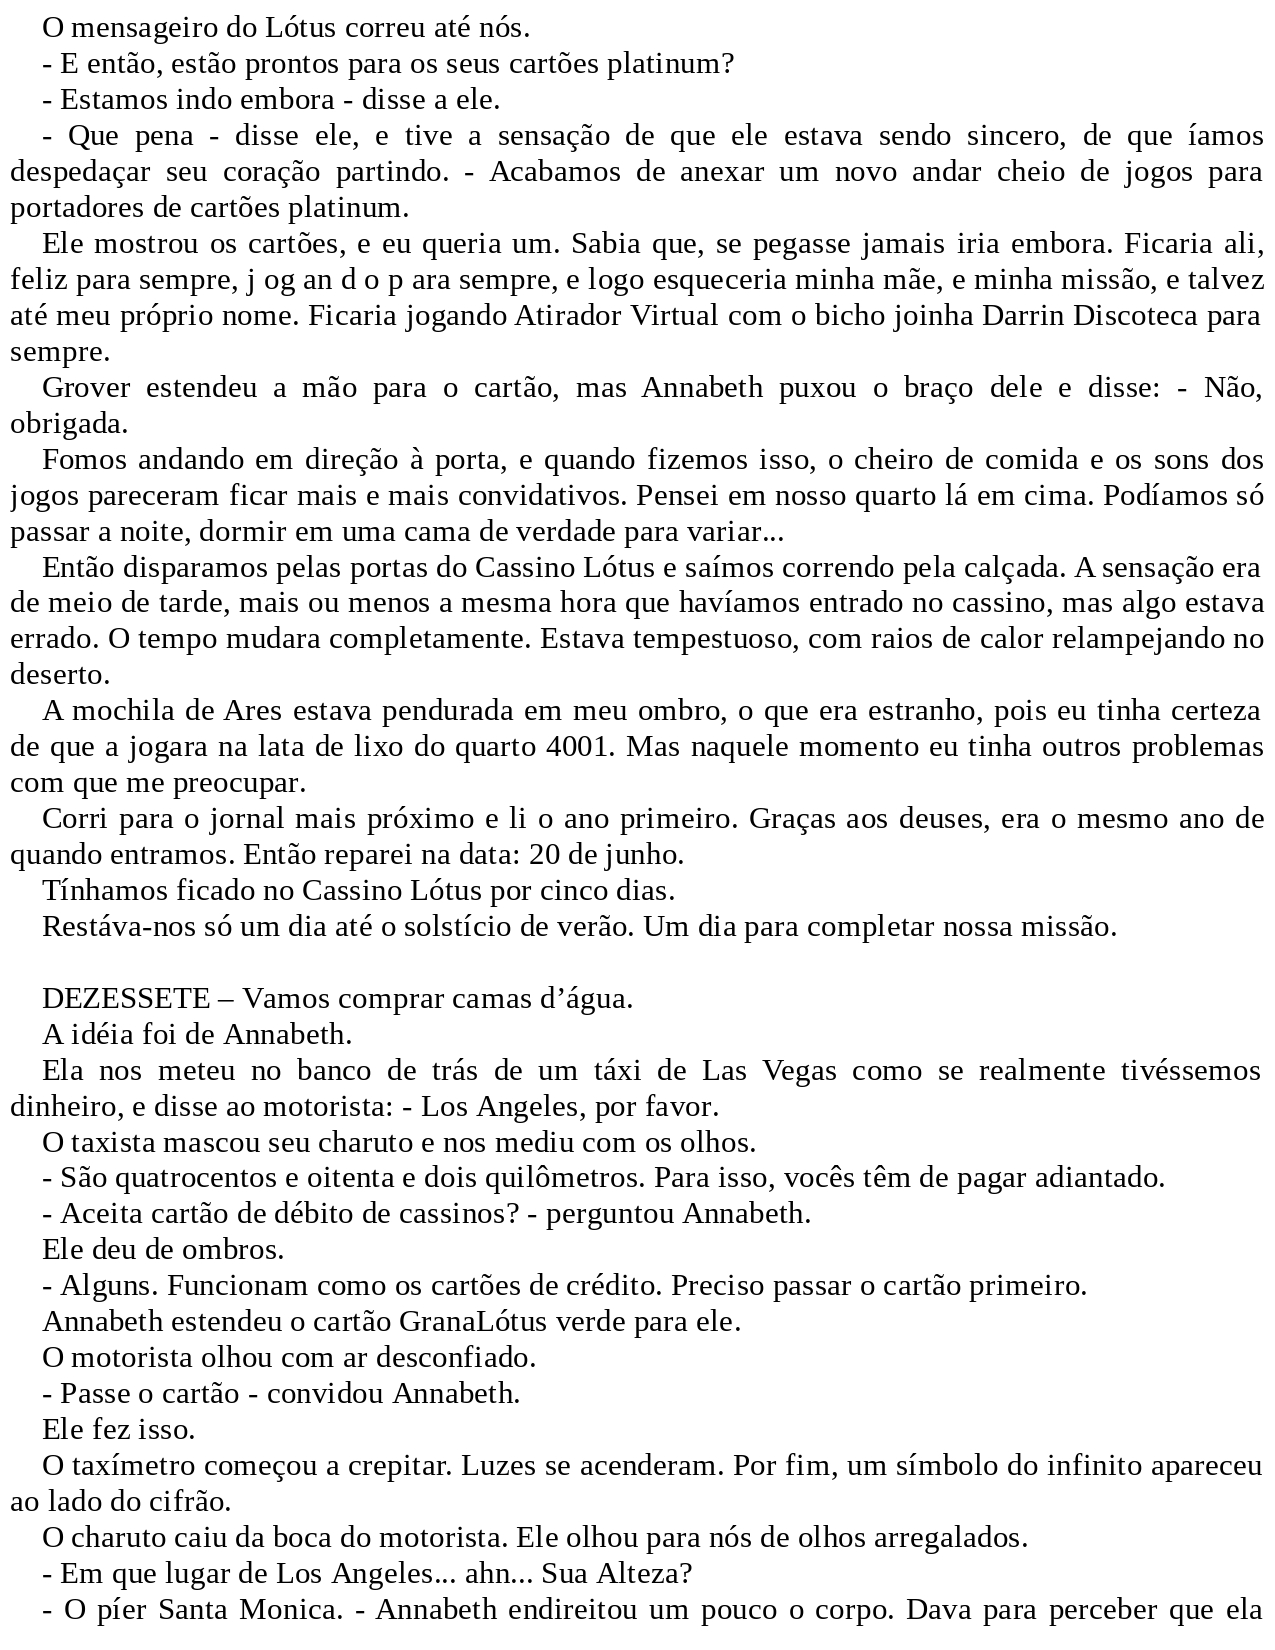 O mensageiro do Lótus correu até nós.
- E então, estão prontos para os seus cartões platinum?
- Estamos indo embora - disse a ele.
- Que pena - disse ele, e tive a sensação de que ele estava sendo sincero, de que íamos
despedaçar seu coração partindo. - Acabamos de anexar um novo andar cheio de jogos para
portadores de cartões platinum.
Ele mostrou os cartões, e eu queria um. Sabia que, se pegasse jamais iria embora. Ficaria ali,
feliz para sempre, j og an d o p ara sempre, e logo esqueceria minha mãe, e minha missão, e talvez
até meu próprio nome. Ficaria jogando Atirador Virtual com o bicho joinha Darrin Discoteca para
sempre.
Grover estendeu a mão para o cartão, mas Annabeth puxou o braço dele e disse: - Não,
obrigada.
Fomos andando em direção à porta, e quando fizemos isso, o cheiro de comida e os sons dos
jogos pareceram ficar mais e mais convidativos. Pensei em nosso quarto lá em cima. Podíamos só
passar a noite, dormir em uma cama de verdade para variar...
Então disparamos pelas portas do Cassino Lótus e saímos correndo pela calçada. A sensação era
de meio de tarde, mais ou menos a mesma hora que havíamos entrado no cassino, mas algo estava
errado. O tempo mudara completamente. Estava tempestuoso, com raios de calor relampejando no
deserto.
A mochila de Ares estava pendurada em meu ombro, o que era estranho, pois eu tinha certeza
de que a jogara na lata de lixo do quarto 4001. Mas naquele momento eu tinha outros problemas
com que me preocupar.
Corri para o jornal mais próximo e li o ano primeiro. Graças aos deuses, era o mesmo ano de
quando entramos. Então reparei na data: 20 de junho.
Tínhamos ficado no Cassino Lótus por cinco dias.
Restáva-nos só um dia até o solstício de verão. Um dia para completar nossa missão.
DEZESSETE – Vamos comprar camas d’água.
A idéia foi de Annabeth.
Ela nos meteu no banco de trás de um táxi de Las Vegas como se realmente tivéssemos
dinheiro, e disse ao motorista: - Los Angeles, por favor.
O taxista mascou seu charuto e nos mediu com os olhos.
- São quatrocentos e oitenta e dois quilômetros. Para isso, vocês têm de pagar adiantado.
- Aceita cartão de débito de cassinos? - perguntou Annabeth.
Ele deu de ombros.
- Alguns. Funcionam como os cartões de crédito. Preciso passar o cartão primeiro.
Annabeth estendeu o cartão GranaLótus verde para ele.
O motorista olhou com ar desconfiado.
- Passe o cartão - convidou Annabeth.
Ele fez isso.
O taxímetro começou a crepitar. Luzes se acenderam. Por fim, um símbolo do infinito apareceu
ao lado do cifrão.
O charuto caiu da boca do motorista. Ele olhou para nós de olhos arregalados.
- Em que lugar de Los Angeles... ahn... Sua Alteza?
- O píer Santa Monica. - Annabeth endireitou um pouco o corpo. Dava para perceber que ela